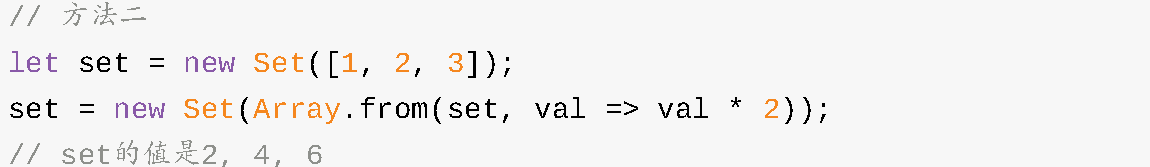 // 方法二
let set = new Set([1, 2, 3]);
set = new Set(Array.from(set, val => val * 2));
// set的值是2, 4, 6